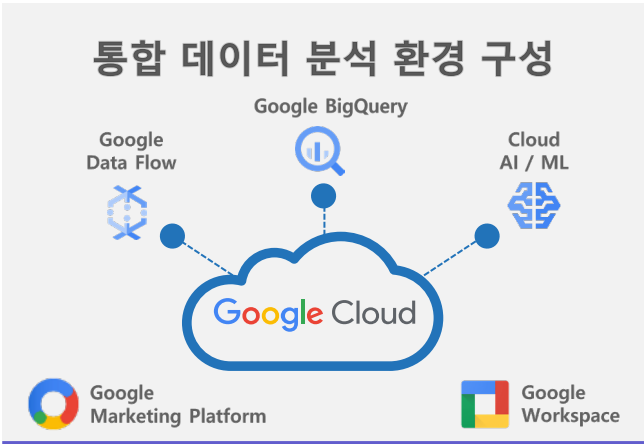 통합 데이터 분석 환경 구성
Google BigQuery
Google
Data Flow
Cloud
AI / ML
Google Cloud
Google
Marketing Platform
Google
Workspace